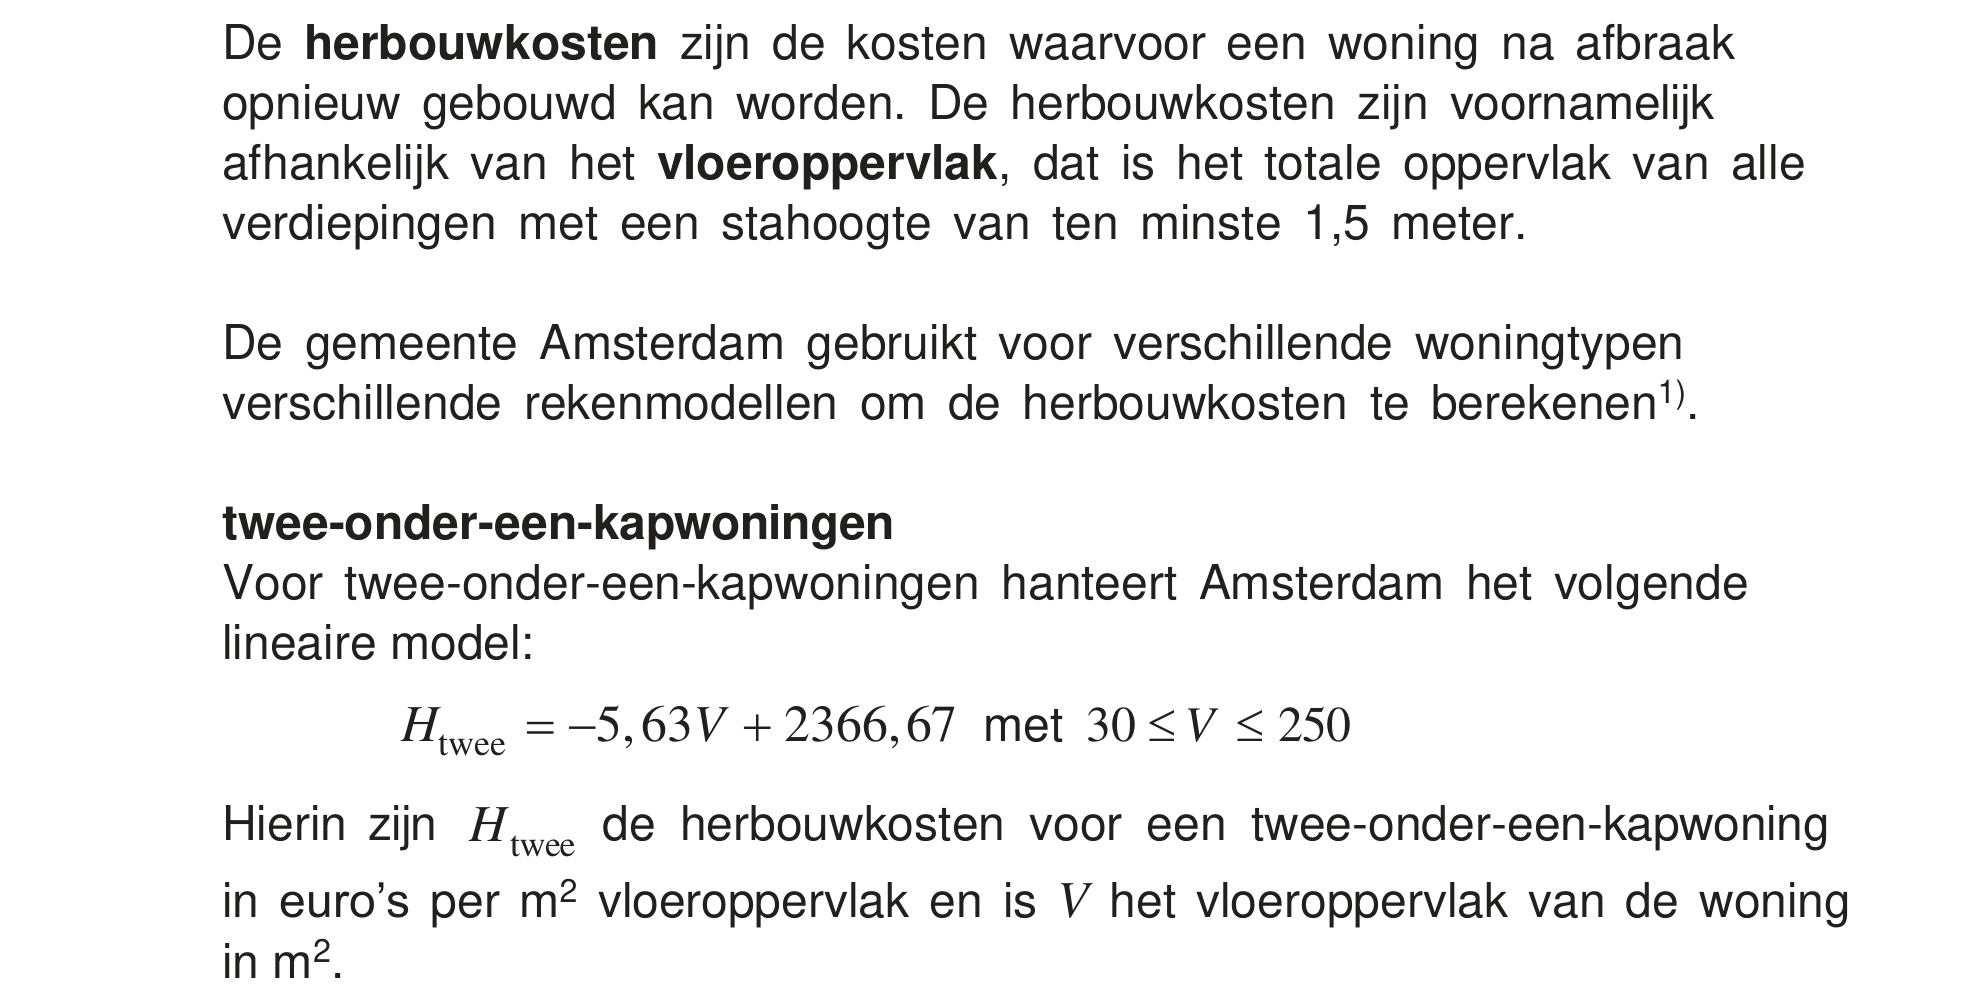 De herbouwkosten zijn de kosten waarvoor een woning na afbraak
opnieuw gebouwd kan worden. De herbouwkosten zijn voornamelijk
afhankelijk van het vloeroppervlak, dat is het totale oppervlak van alle
verdiepingen met een stahoogte van ten minste 1,5 meter.
De gemeente Amsterdam gebruikt voor verschillende woningtypen
verschillende rekenmodellen om de herbouwkosten te berekenen¹⁾.
twee-onder-een-kapwoningen
Voor twee-onder-een-kapwoningen hanteert Amsterdam het volgende
lineaire model:
H_twee = −5,63V + 2366,67 met 30 ≤ V ≤ 250
Hierin zijn H_twee de herbouwkosten voor een twee-onder-een-kapwoning
in euro’s per m² vloeroppervlak en is V het vloeroppervlak van de woning
in m².